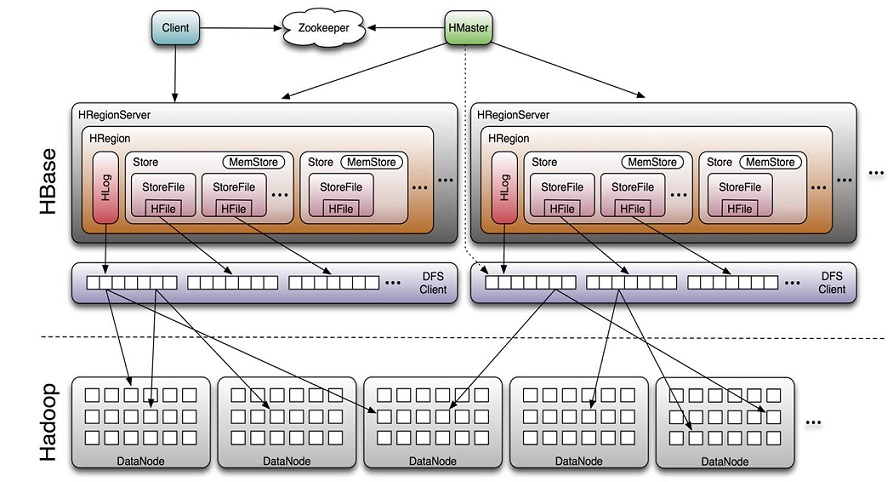 Client
Zookeeper
HMaster
HBase
HRegionServer
HRegion
HLog
Store
MemStore
StoreFile
HFile
StoreFile
HFile
...
Store
MemStore
StoreFile
HFile
...
...
HRegionServer
HRegion
HLog
Store
MemStore
StoreFile
HFile
StoreFile
HFile
...
Store
MemStore
StoreFile
HFile
...
...
...
...
DFS
Client
...
DFS
Client
Hadoop
DataNode
DataNode
DataNode
DataNode
DataNode
...